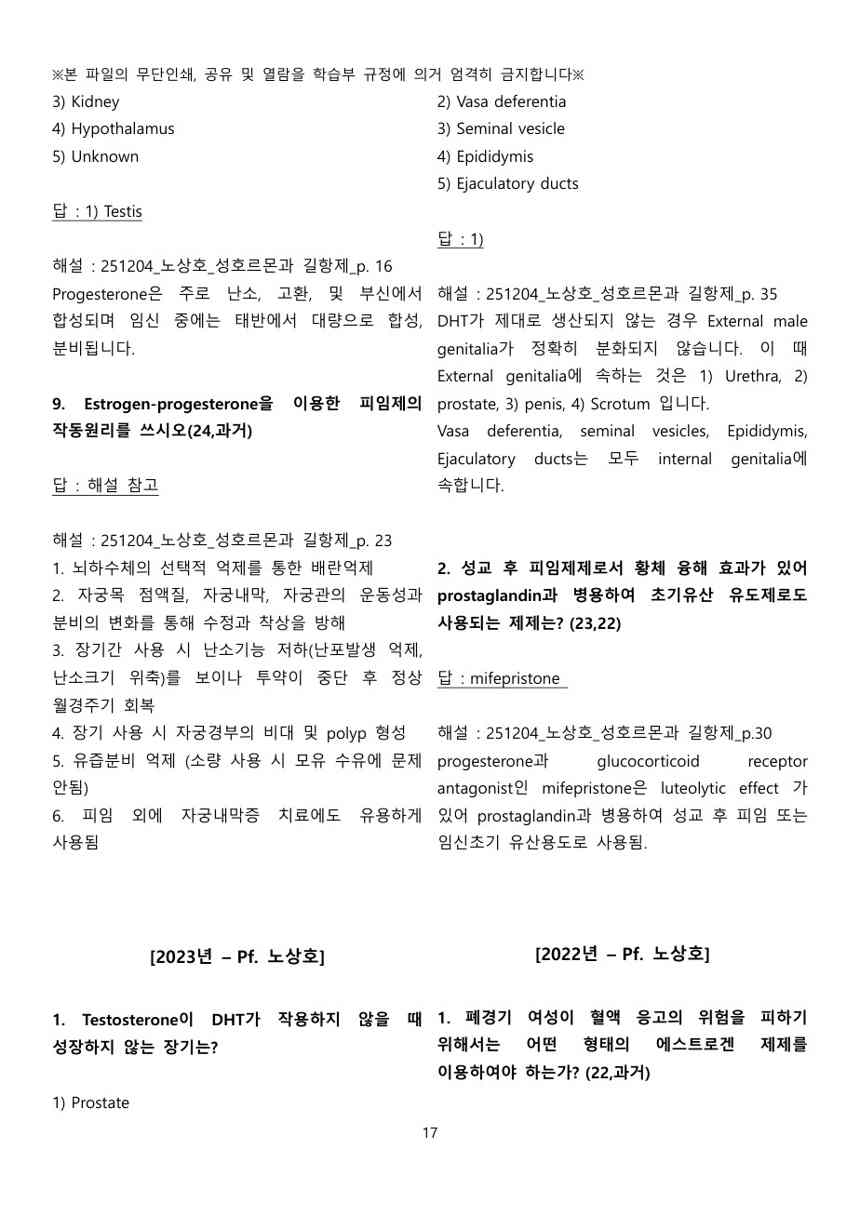 ※본 파일의 무단인쇄, 공유 및 열람을 학습부 규정에 의거 엄격히 금지합니다※
3) Kidney
4) Hypothalamus
5) Unknown
답 : 1) Testis
해설 : 251204_노상호_성호르몬과 길항제_p. 16
Progesterone은 주로 난소, 고환, 및 부신에서
합성되며 임신 중에는 태반에서 대량으로 합성,
분비됩니다.
9. Estrogen-progesterone을 이용한 피임제의
작동원리를 쓰시오(24,과거)
답 : 해설 참고
해설 : 251204_노상호_성호르몬과 길항제_p. 23
1. 뇌하수체의 선택적 억제를 통한 배란억제
2. 자궁목 점액질, 자궁내막, 자궁관의 운동성과
분비의 변화를 통해 수정과 착상을 방해
3. 장기간 사용 시 난소기능 저하(난포발생 억제,
난소크기 위축)를 보이나 투약이 중단 후 정상
월경주기 회복
4. 장기 사용 시 자궁경부의 비대 및 polyp 형성
5. 유즙분비 억제 (소량 사용 시 모유 수유에 문제
안됨)
6. 피임 외에 자궁내막증 치료에도 유용하게
사용됨
[2023년 – Pf. 노상호]
1. Testosterone이 DHT가 작용하지 않을 때
성장하지 않는 장기는?
1) Prostate
2) Vasa deferentia
3) Seminal vesicle
4) Epididymis
5) Ejaculatory ducts
답 : 1)
해설 : 251204_노상호_성호르몬과 길항제_p. 35
DHT가 제대로 생산되지 않는 경우 External male
genitalia가 정확히 분화되지 않습니다. 이 때
External genitalia에 속하는 것은 1) Urethra, 2)
prostate, 3) penis, 4) Scrotum 입니다.
Vasa deferentia, seminal vesicles, Epididymis,
Ejaculatory ducts는 모두 internal genitalia에
속합니다.
2. 성교 후 피임제제로서 황체 융해 효과가 있어
prostaglandin과 병용하여 초기유산 유도제로도
사용되는 제제는? (23,22)
답 : mifepristone
해설 : 251204_노상호_성호르몬과 길항제_p.30
progesterone과 glucocorticoid receptor
antagonist인 mifepristone은 luteolytic effect 가
있어 prostaglandin과 병용하여 성교 후 피임 또는
임신초기 유산용도로 사용됨.
[2022년 – Pf. 노상호]
1. 폐경기 여성이 혈액 응고의 위험을 피하기
위해서는 어떤 형태의 에스트로겐 제제를
이용하여야 하는가? (22,과거)
17